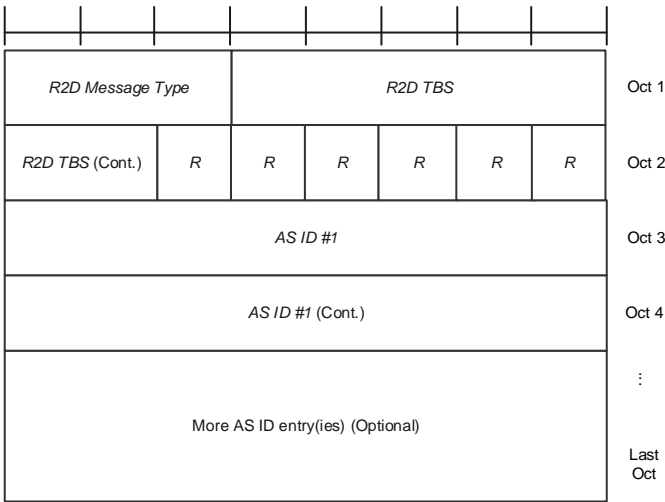 R2D Message Type R2D TBS Oct 1
R2D TBS (Cont.) R R R R R R Oct 2
AS ID #1 Oct 3
AS ID #1 (Cont.) Oct 4
⋮
More AS ID entry(ies) (Optional)
Last
Oct